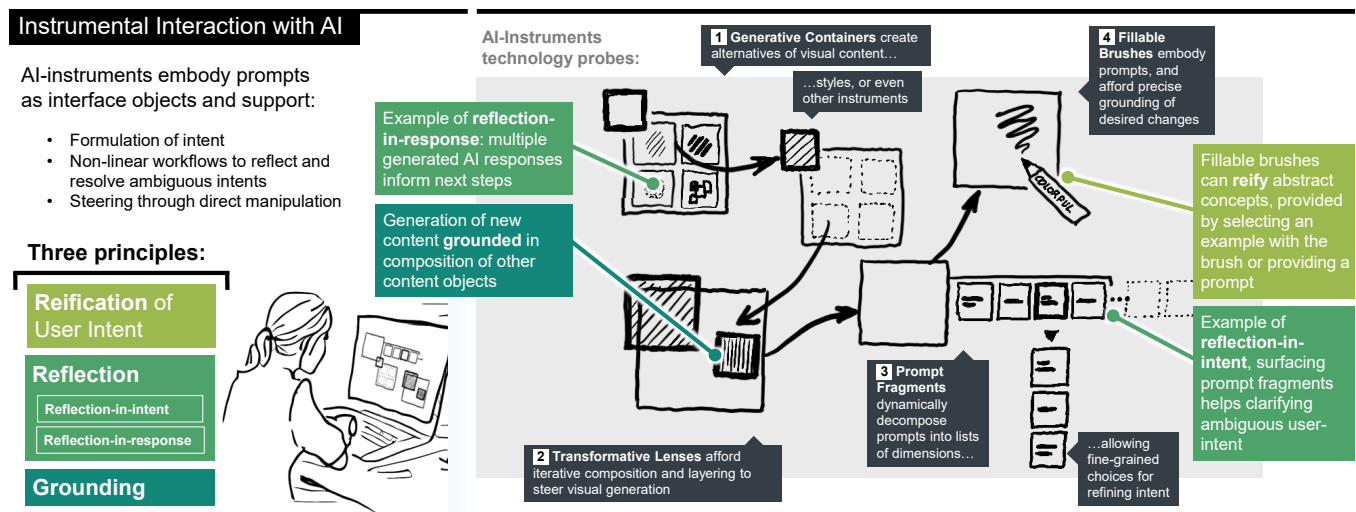 Instrumental Interaction with AI
AI-instruments embody prompts
as interface objects and support:
• Formulation of intent
• Non-linear workflows to reflect and
resolve ambiguous intents
• Steering through direct manipulation
Three principles:
Reification of
User Intent
Reflection
Reflection-in-intent
Reflection-in-response
Grounding
AI-Instruments
technology probes:
1 Generative Containers create
alternatives of visual content…
…styles, or even
other instruments
4 Fillable
Brushes embody
prompts, and
afford precise
grounding of
desired changes
Example of reflection-
in-response: multiple
generated AI responses
inform next steps
Generation of new
content grounded in
composition of other
content objects
COLORFUL
Fillable brushes
can reify abstract
concepts, provided
by selecting an
example with the
brush or providing a
prompt
Example of
reflection-in-
intent, surfacing
prompt fragments
helps clarifying
ambiguous user-
intent
3 Prompt
Fragments
dynamically
decompose
prompts into lists
of dimensions…
2 Transformative Lenses afford
iterative composition and layering to
steer visual generation
…allowing
fine-grained
choices for
refining intent